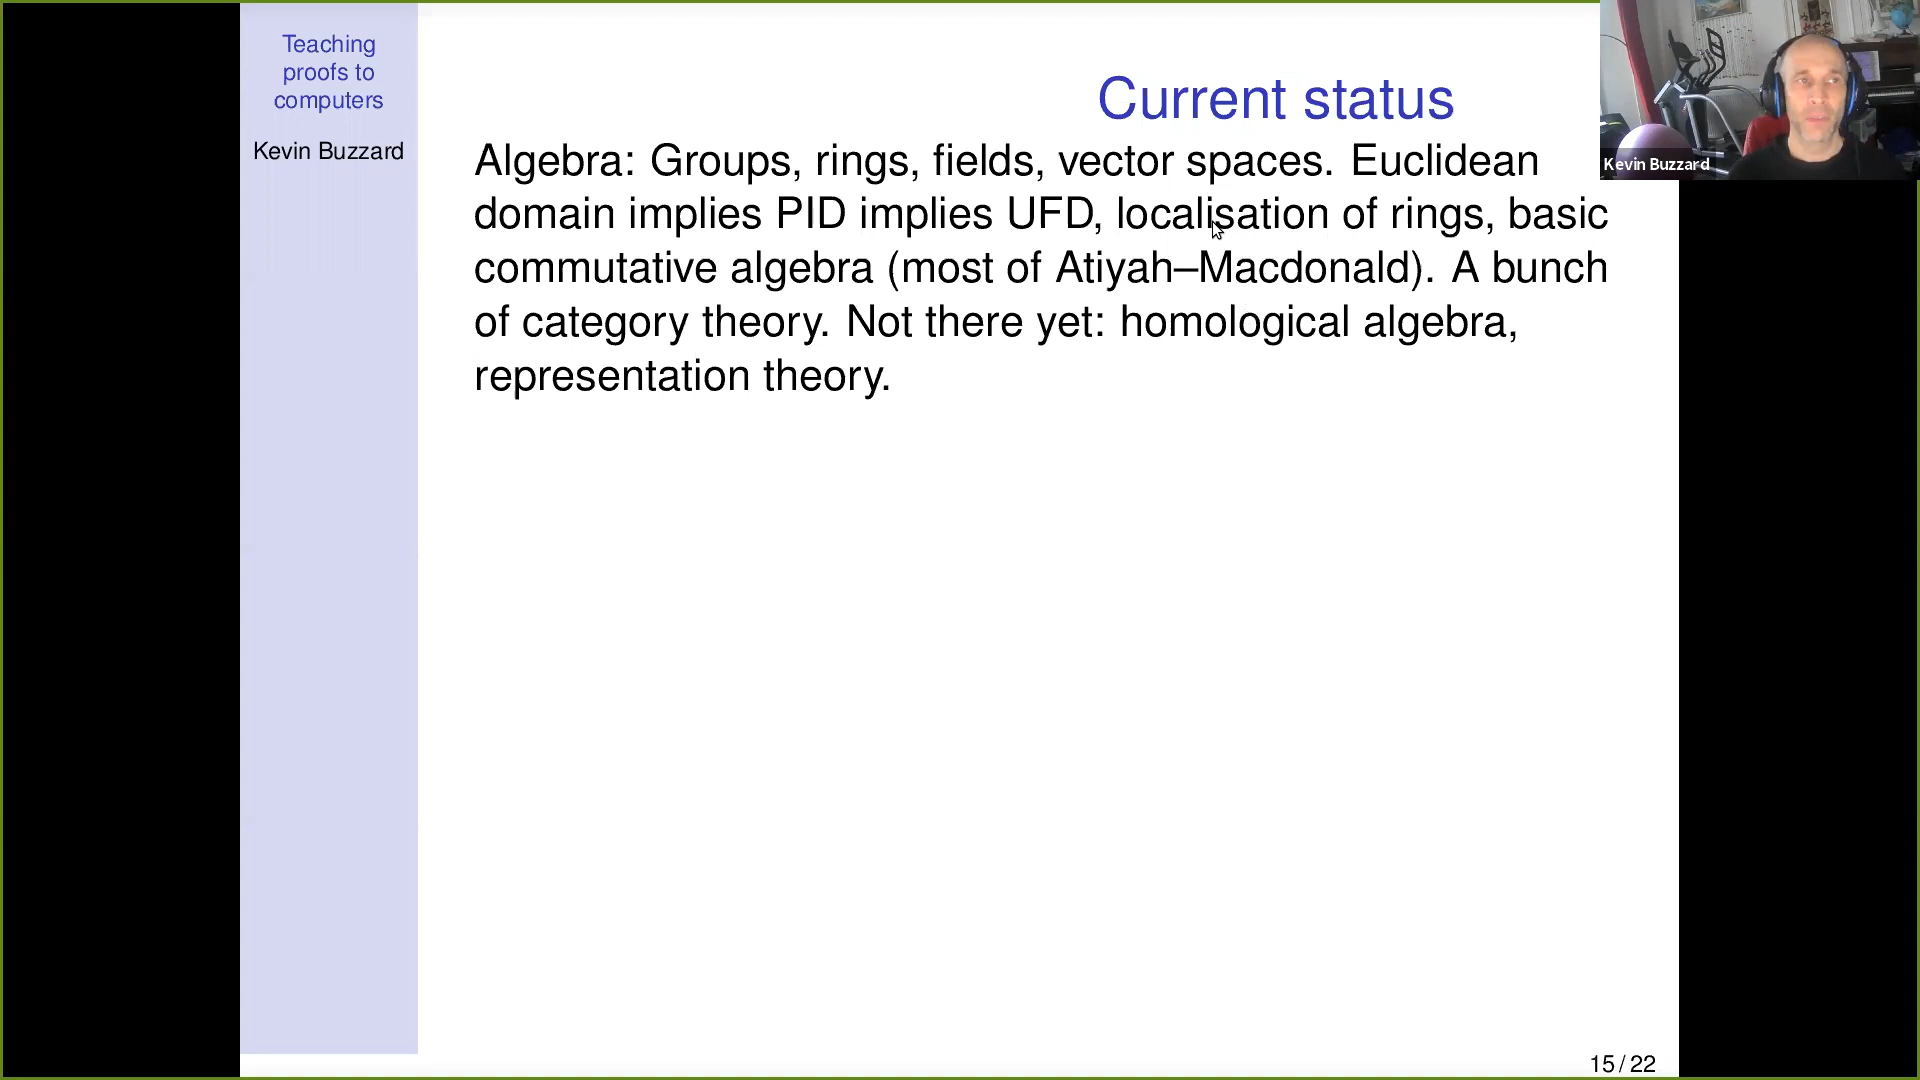 Teaching
proofs to
computers
Kevin Buzzard
Current status
Algebra: Groups, rings, fields, vector spaces. Euclidean
domain implies PID implies UFD, localisation of rings, basic
commutative algebra (most of Atiyah–Macdonald). A bunch
of category theory. Not there yet: homological algebra,
representation theory.
Kevin Buzzard
15 / 22